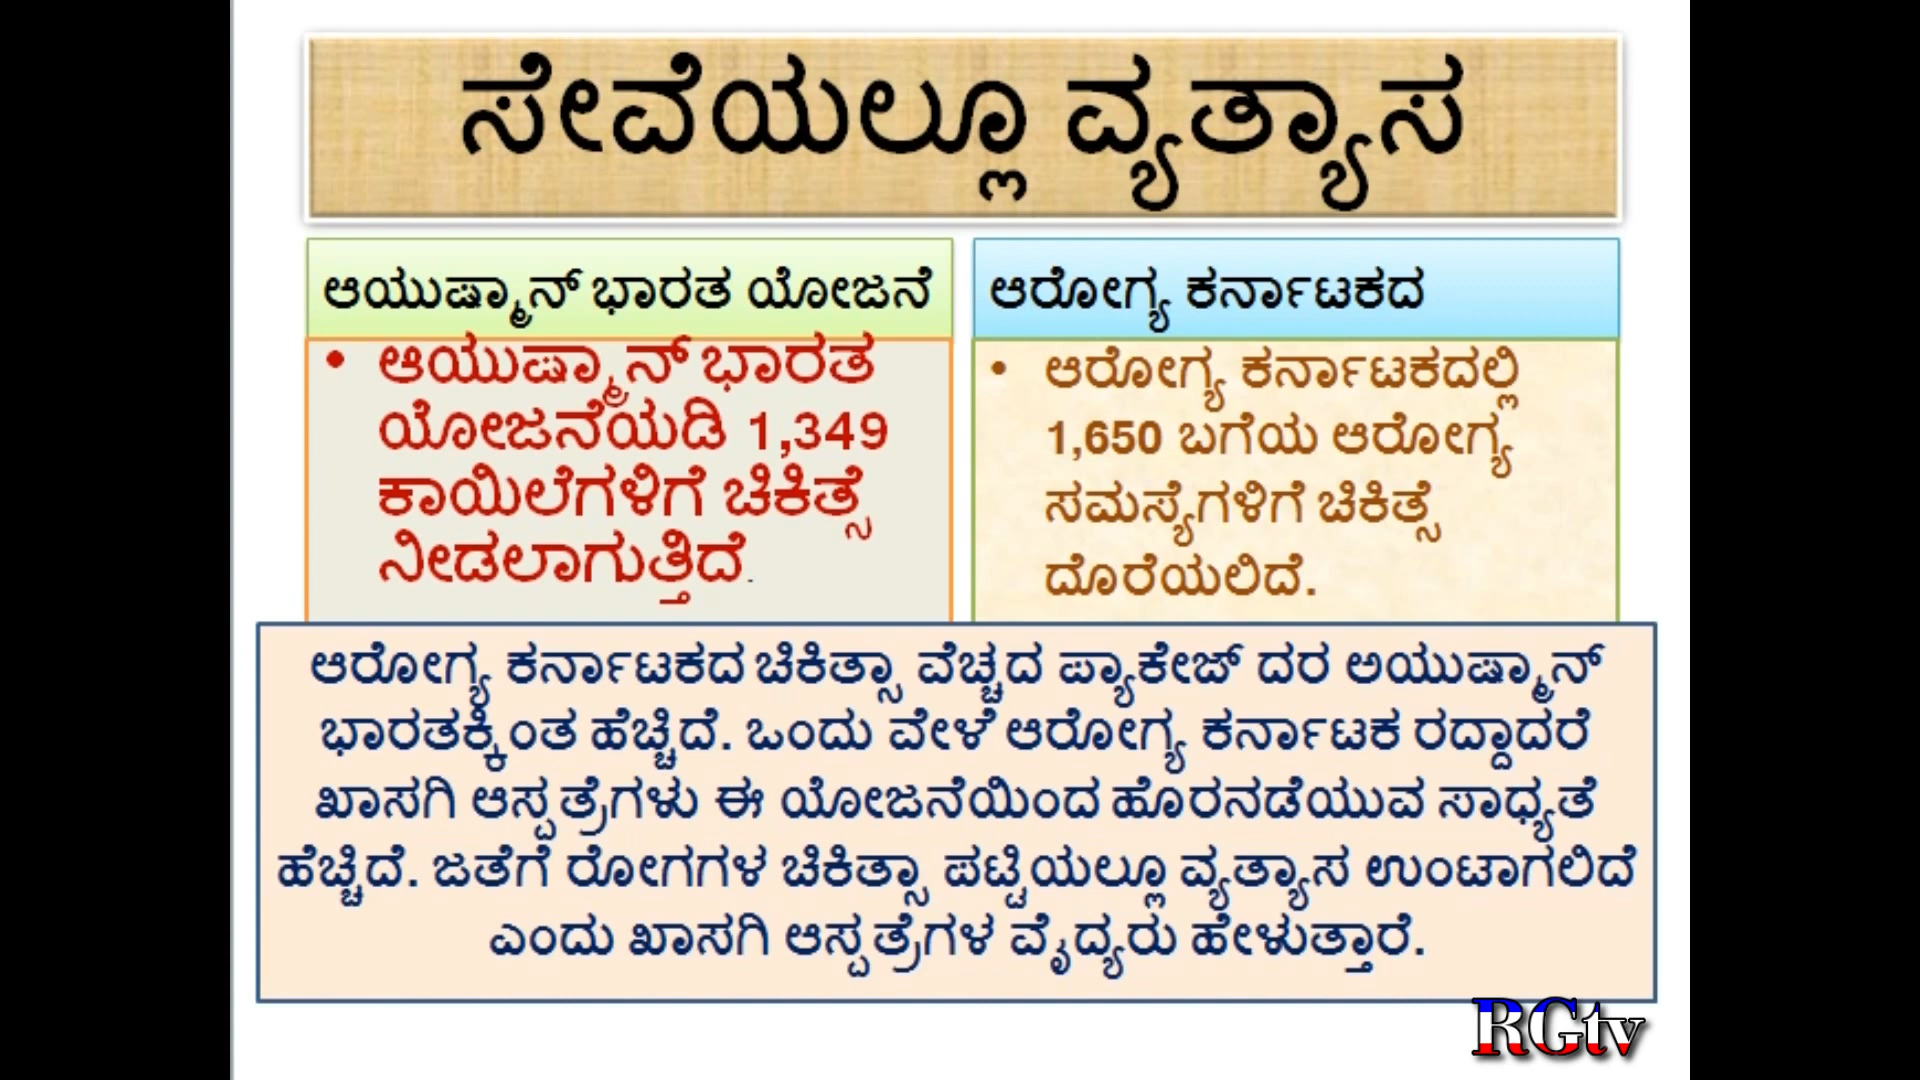 ಸೇವೆಯಲ್ಲೂ ವ್ಯತ್ಯಾಸ
ಆಯುಷ್ಮಾನ್ ಭಾರತ ಯೋಜನೆ
• ಆಯುಷ್ಮಾನ್ ಭಾರತ
ಯೋಜನೆಯಡಿ 1,349
ಕಾಯಿಲೆಗಳಿಗೆ ಚಿಕಿತ್ಸೆ
ನೀಡಲಾಗುತ್ತಿದೆ.
ಆರೋಗ್ಯ ಕರ್ನಾಟಕದ
• ಆರೋಗ್ಯ ಕರ್ನಾಟಕದಲ್ಲಿ
1,650 ಬಗೆಯ ಆರೋಗ್ಯ
ಸಮಸ್ಯೆಗಳಿಗೆ ಚಿಕಿತ್ಸೆ
ದೊರೆಯಲಿದೆ.
ಆರೋಗ್ಯ ಕರ್ನಾಟಕದ ಚಿಕಿತ್ಸಾ ವೆಚ್ಚದ ಪ್ಯಾಕೇಜ್ ದರ ಅಯುಷ್ಮಾನ್
ಭಾರತಕ್ಕಿಂತ ಹೆಚ್ಚಿದೆ. ಒಂದು ವೇಳೆ ಆರೋಗ್ಯ ಕರ್ನಾಟಕ ರದ್ದಾದರೆ
ಖಾಸಗಿ ಆಸ್ಪತ್ರೆಗಳು ಈ ಯೋಜನೆಯಿಂದ ಹೊರನಡೆಯುವ ಸಾಧ್ಯತೆ
ಹೆಚ್ಚಿದೆ. ಜತೆಗೆ ರೋಗಗಳ ಚಿಕಿತ್ಸಾ ಪಟ್ಟಿಯಲ್ಲೂ ವ್ಯತ್ಯಾಸ ಉಂಟಾಗಲಿದೆ
ಎಂದು ಖಾಸಗಿ ಆಸ್ಪತ್ರೆಗಳ ವೈದ್ಯರು ಹೇಳುತ್ತಾರೆ.
RGtv